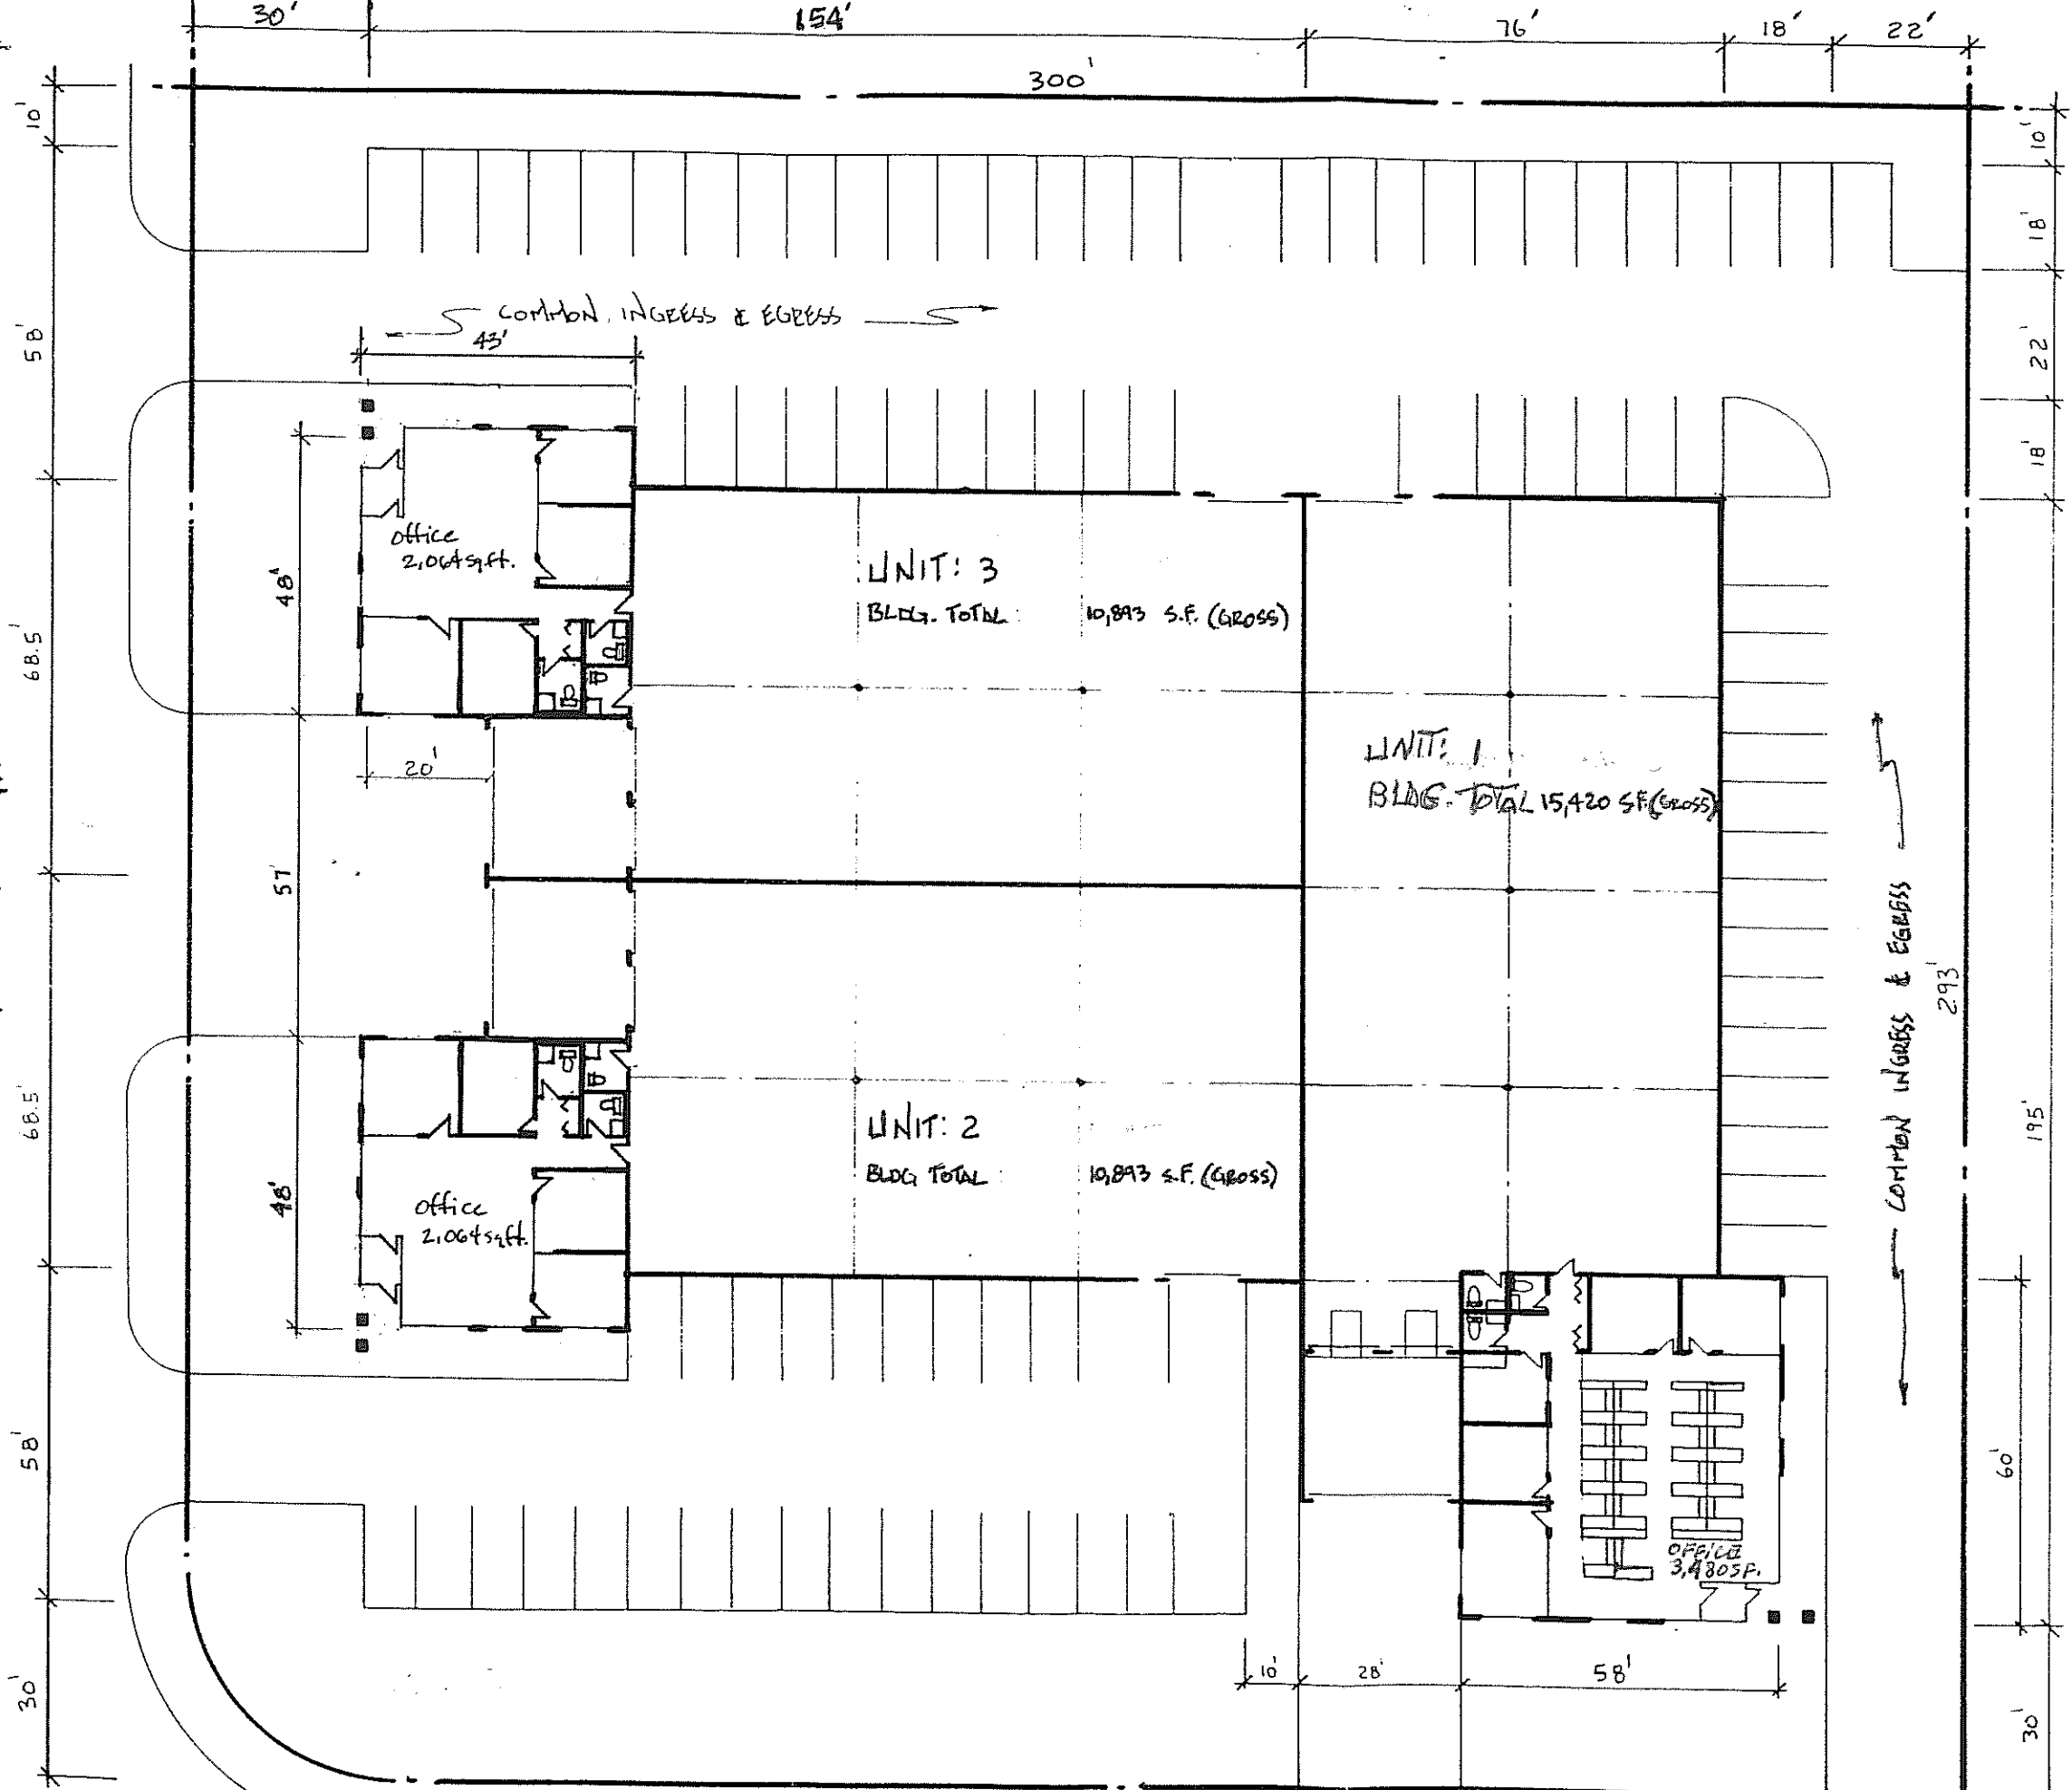 30'
154'
76'
18'
22'
300'
10'
10'
18'
COMMON INGRESS & EGRESS
43'
58'
22'
18'
office
2,064 sq.ft.
48'
UNIT: 3
BLDG. TOTAL: 10,893 S.F. (GROSS)
68.5'
20'
UNIT: 1
BLDG. TOTAL 15,420 SF (GROSS)
57'
COMMON INGRESS & EGRESS
293'
195'
68.5'
UNIT: 2
BLDG TOTAL: 10,893 S.F. (GROSS)
48'
office
2,064 sq.ft.
58'
60'
OFFICE
3,480 SF.
10'
28'
58'
30'
30'